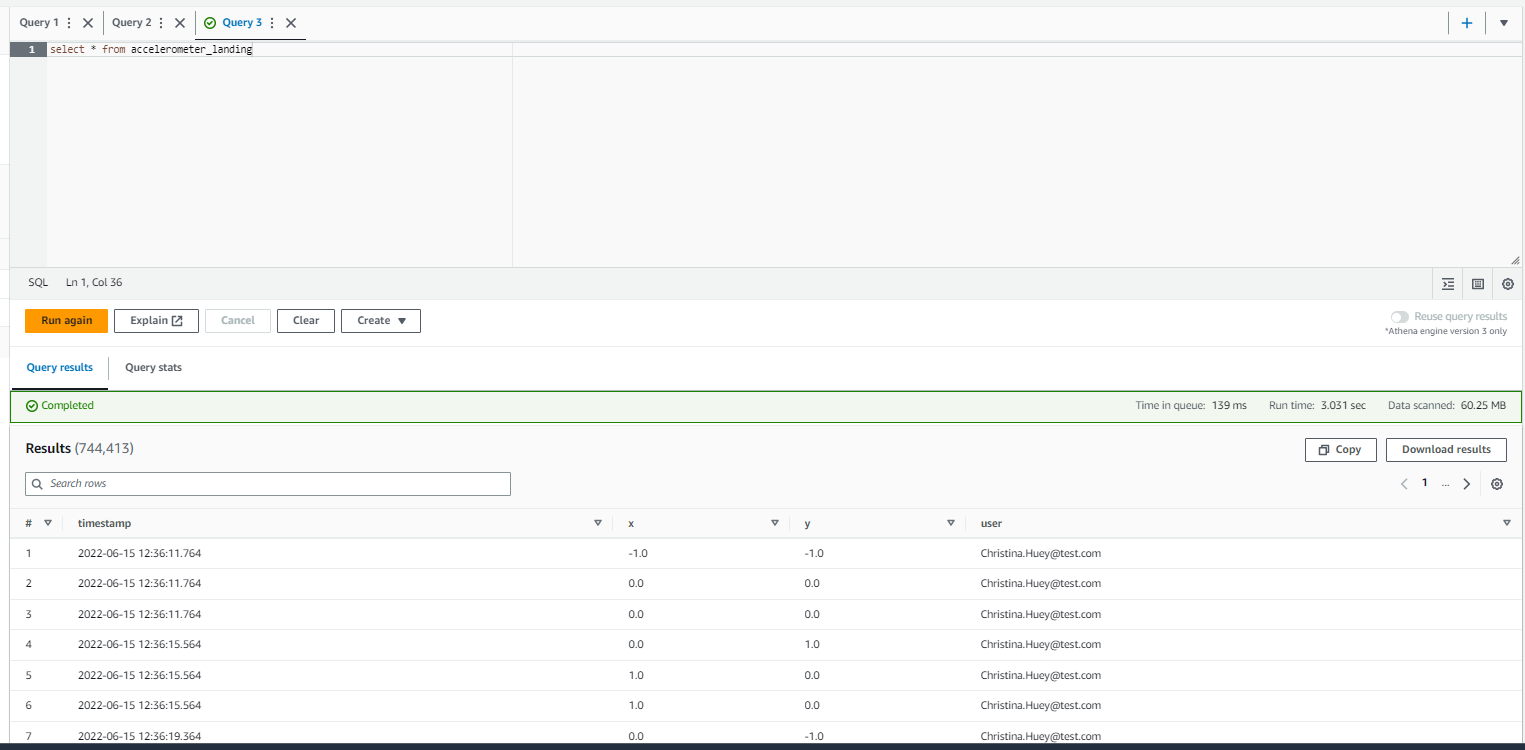 Query 1 Query 2 Query 3
1 select * from accelerometer_landing
SQL Ln 1, Col 36
Run again Explain Cancel Clear Create Reuse query results
*Athena engine version 3 only
Query results Query stats
Completed Time in queue: 139 ms Run time: 3.031 sec Data scanned: 60.25 MB
Results (744,413) Copy Download results
Search rows 1 ...
# timestamp x y user
1 2022-06-15 12:36:11.764 -1.0 -1.0 Christina.Huey@test.com
2 2022-06-15 12:36:11.764 0.0 0.0 Christina.Huey@test.com
3 2022-06-15 12:36:11.764 0.0 0.0 Christina.Huey@test.com
4 2022-06-15 12:36:15.564 0.0 1.0 Christina.Huey@test.com
5 2022-06-15 12:36:15.564 1.0 0.0 Christina.Huey@test.com
6 2022-06-15 12:36:15.564 1.0 0.0 Christina.Huey@test.com
7 2022-06-15 12:36:19.364 0.0 -1.0 Christina.Huey@test.com